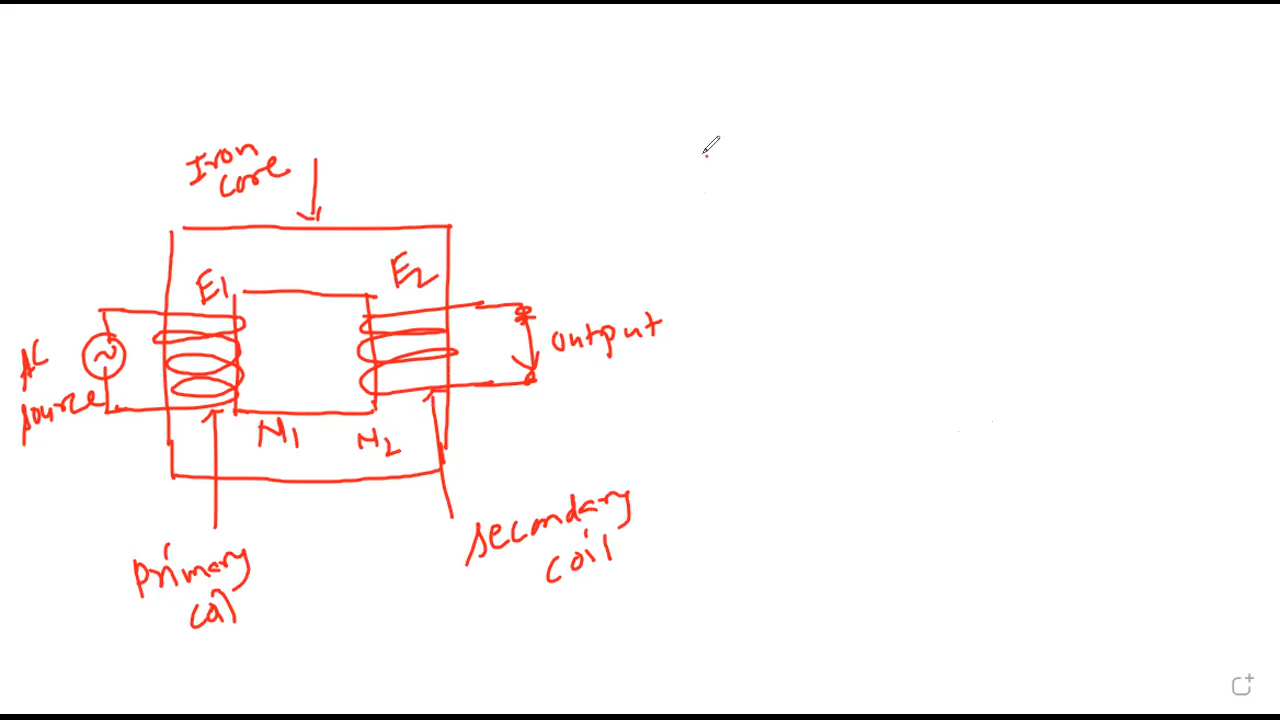 Iron
core
E1
E2
AC
source
output
N1
N2
primary
coil
secondary
coil